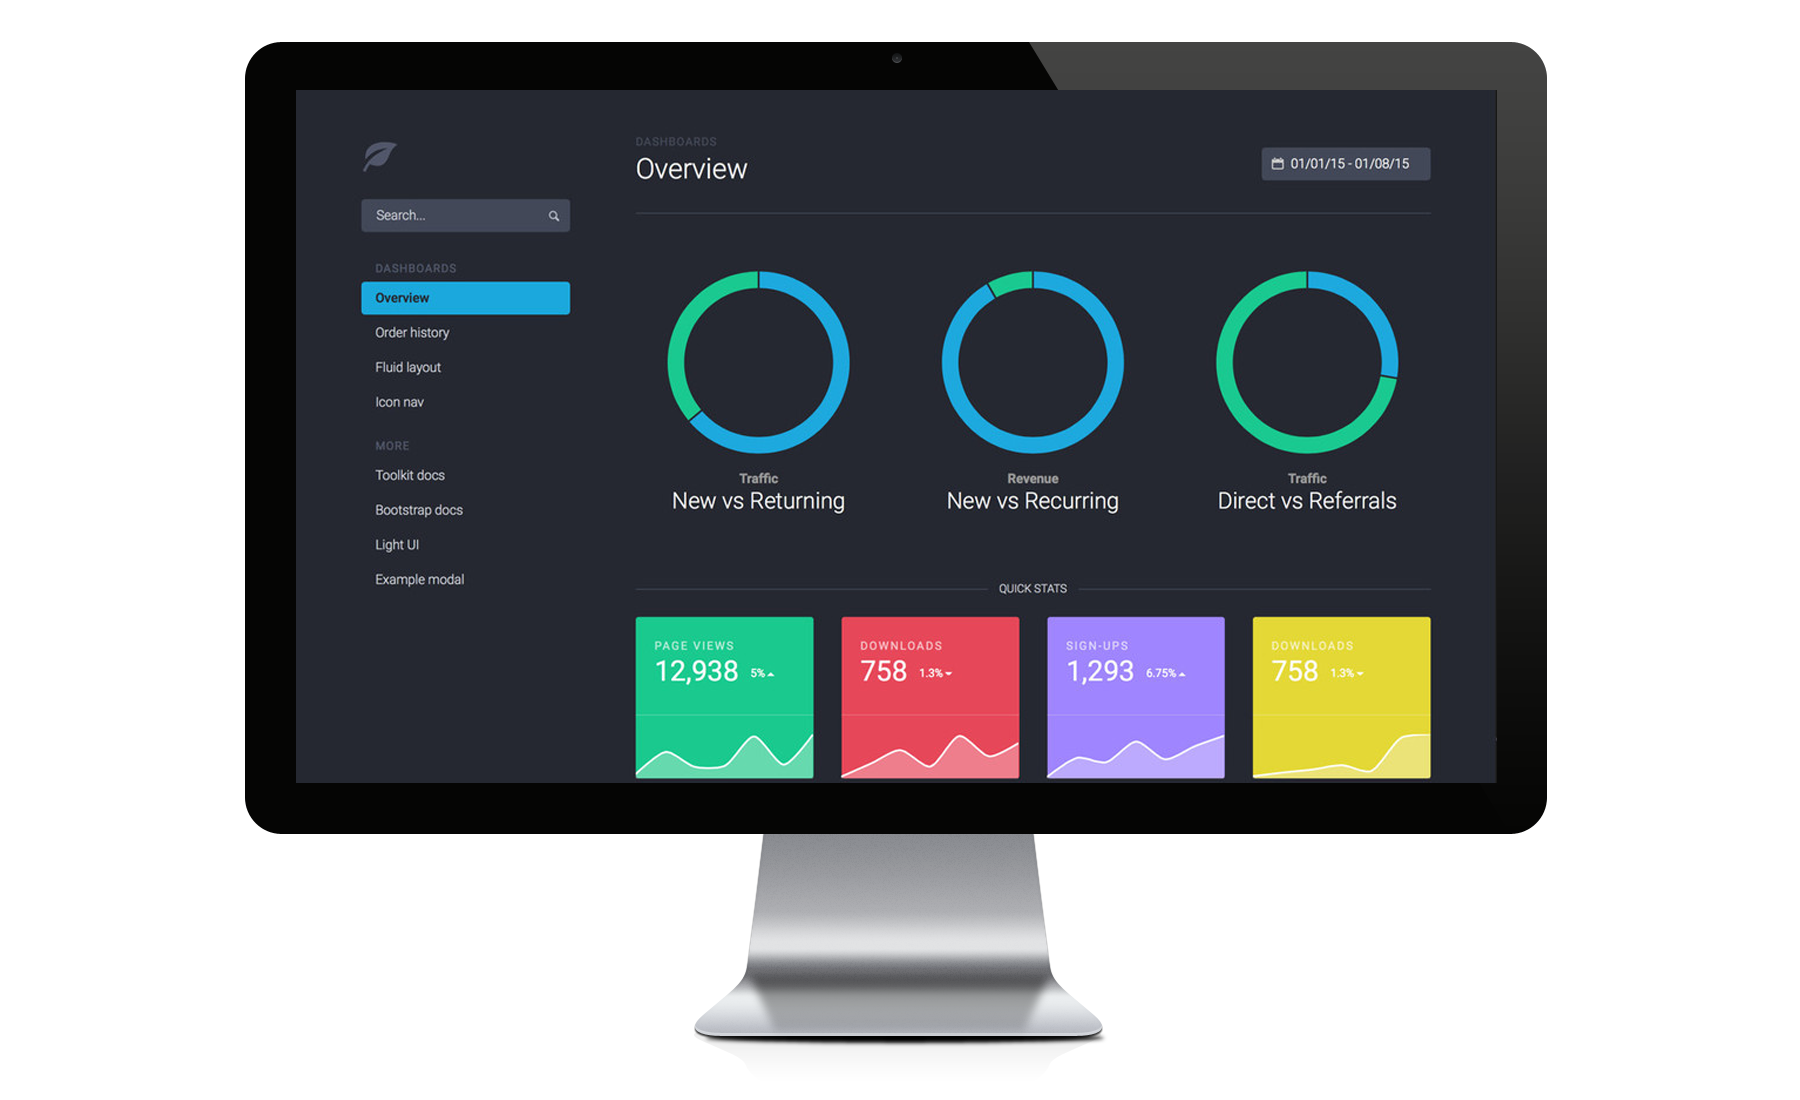 Search...
DASHBOARDS
Overview
Order history
Fluid layout
Icon nav
MORE
Toolkit docs
Bootstrap docs
Light UI
Example modal
DASHBOARDS
Overview
01/01/15 - 01/08/15
Traffic
New vs Returning
Revenue
New vs Recurring
Traffic
Direct vs Referrals
QUICK STATS
PAGE VIEWS
12,938 5%
DOWNLOADS
758 1.3%
SIGN-UPS
1,293 6.75%
DOWNLOADS
758 1.3%